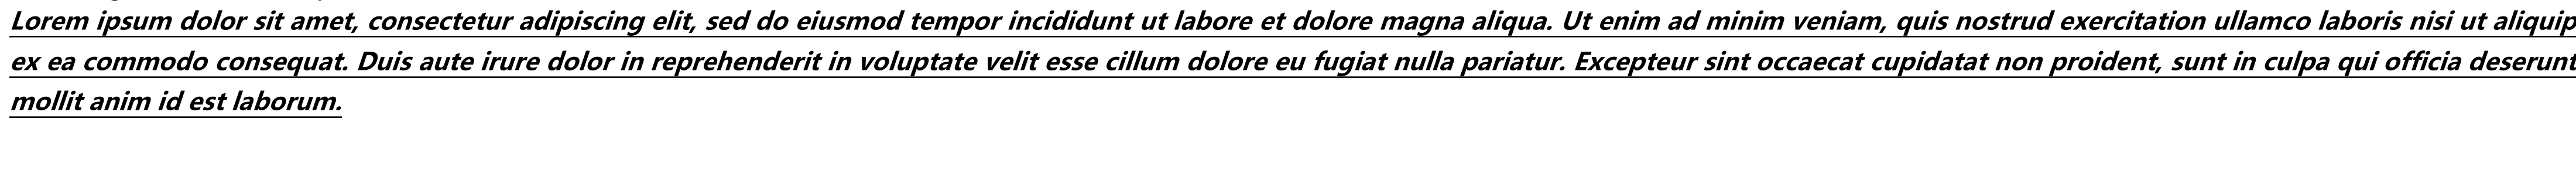 Lorem ipsum dolor sit amet, consectetur adipiscing elit, sed do eiusmod tempor incididunt ut labore et dolore magna aliqua. Ut enim ad minim veniam, quis nostrud exercitation ullamco laboris nisi ut aliquip
ex ea commodo consequat. Duis aute irure dolor in reprehenderit in voluptate velit esse cillum dolore eu fugiat nulla pariatur. Excepteur sint occaecat cupidatat non proident, sunt in culpa qui officia deserunt
mollit anim id est laborum.